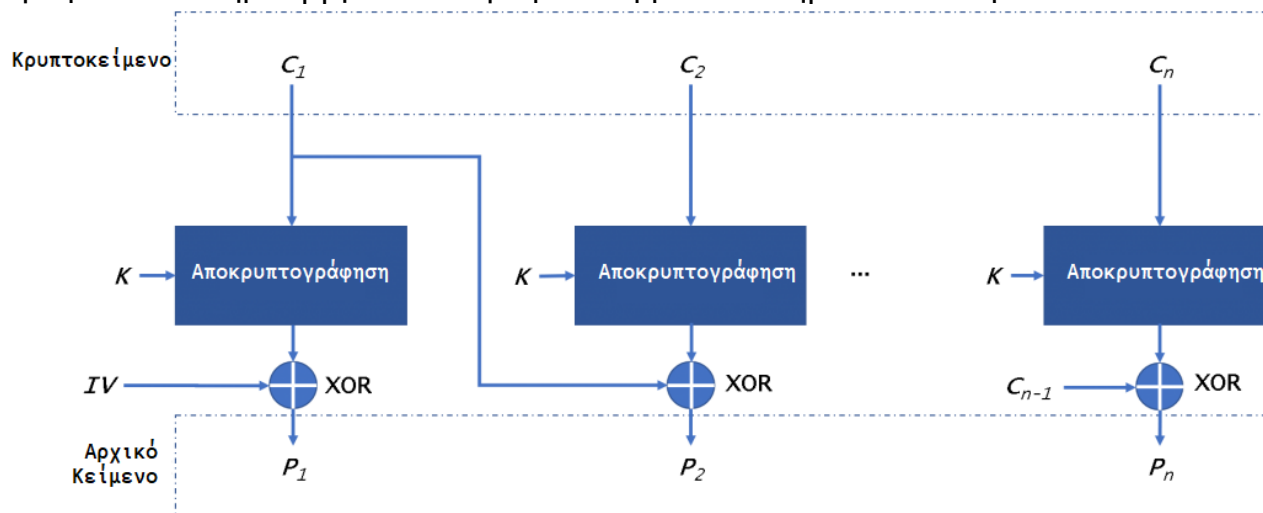 Κρυπτοκείμενο
C1
C2
Cn
K
Αποκρυπτογράφηση
K
Αποκρυπτογράφηση
...
K
Αποκρυπτογράφηση
IV
XOR
XOR
Cn-1
XOR
Αρχικό
Κείμενο
P1
P2
Pn